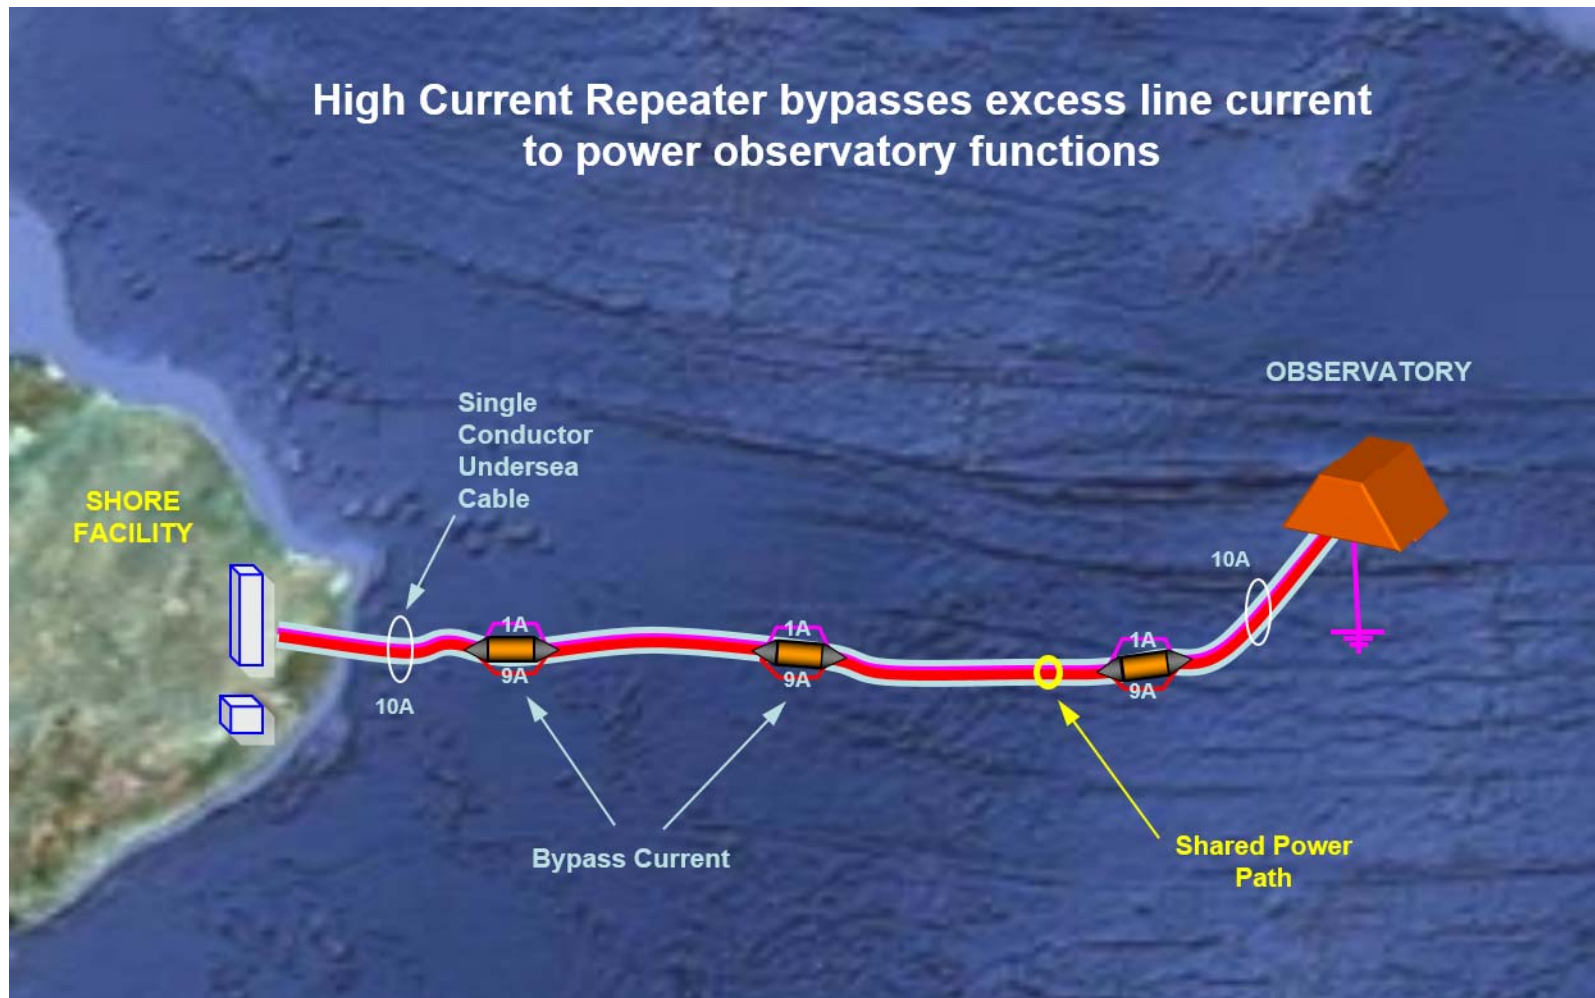 High Current Repeater bypasses excess line current
to power observatory functions
OBSERVATORY
Single
Conductor
Undersea
Cable
SHORE
FACILITY
10A
1A
1A
1A
9A
9A
9A
10A
Bypass Current
Shared Power
Path